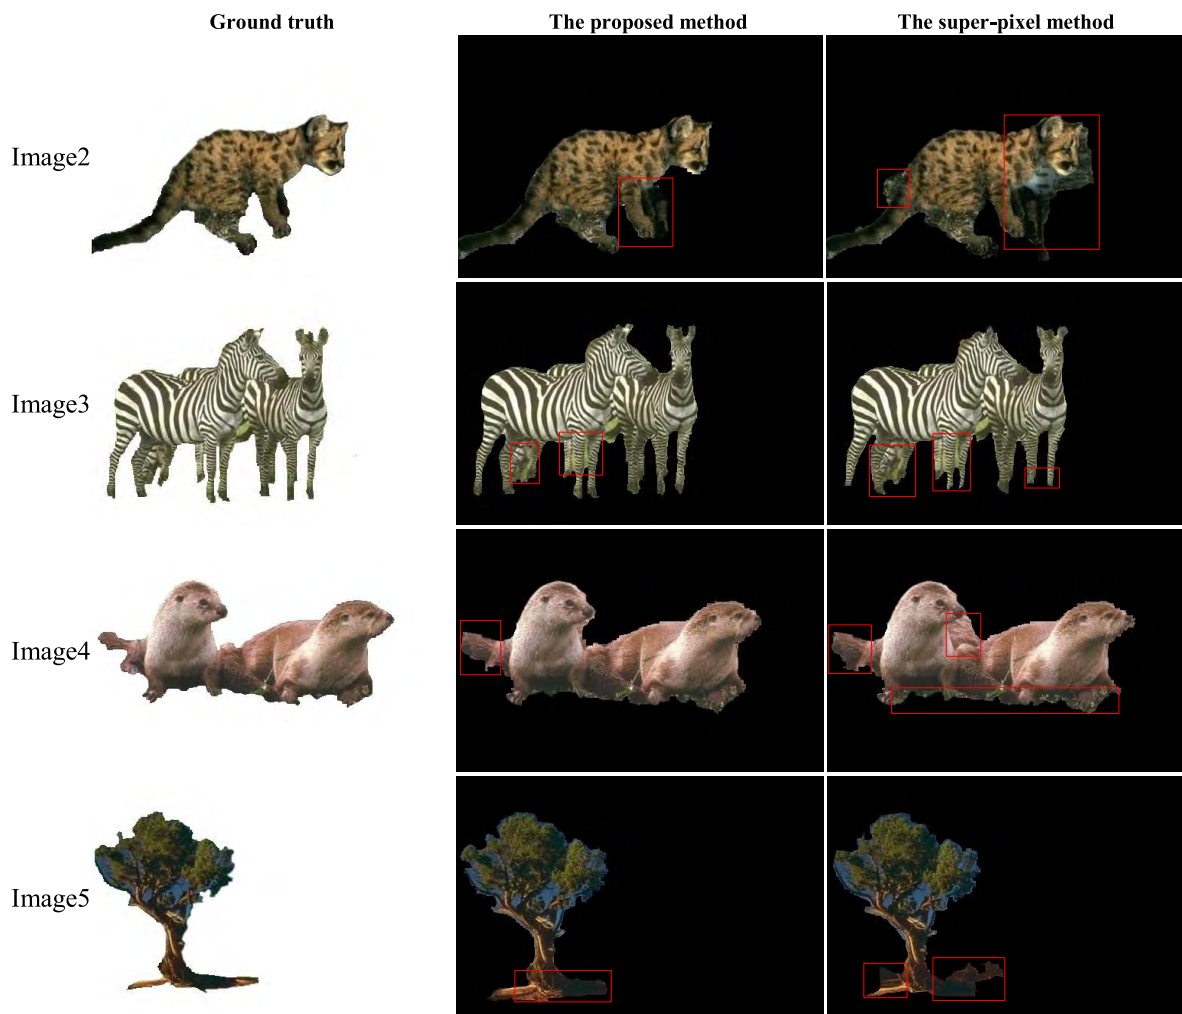 Ground truth
The proposed method
The super-pixel method
Image2
Image3
Image4
Image5